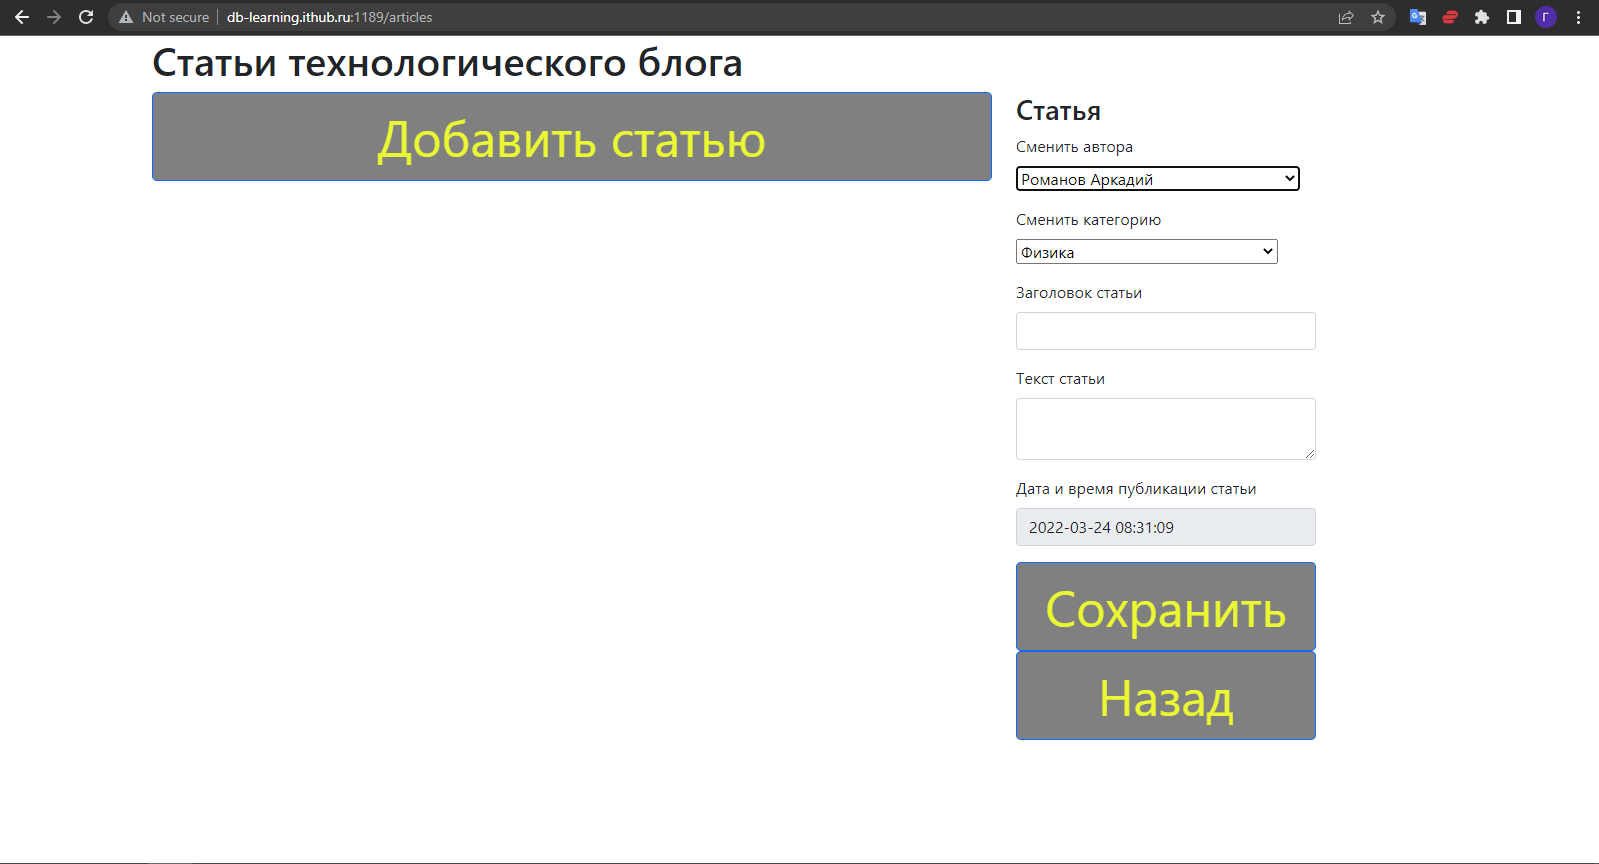 Not secure
db-learning.ithub.ru:1189/articles
Г
Статьи технологического блога
Добавить статью
Статья
Сменить автора
Романов Аркадий
Сменить категорию
Физика
Заголовок статьи
Текст статьи
Дата и время публикации статьи
2022-03-24 08:31:09
Сохранить
Назад